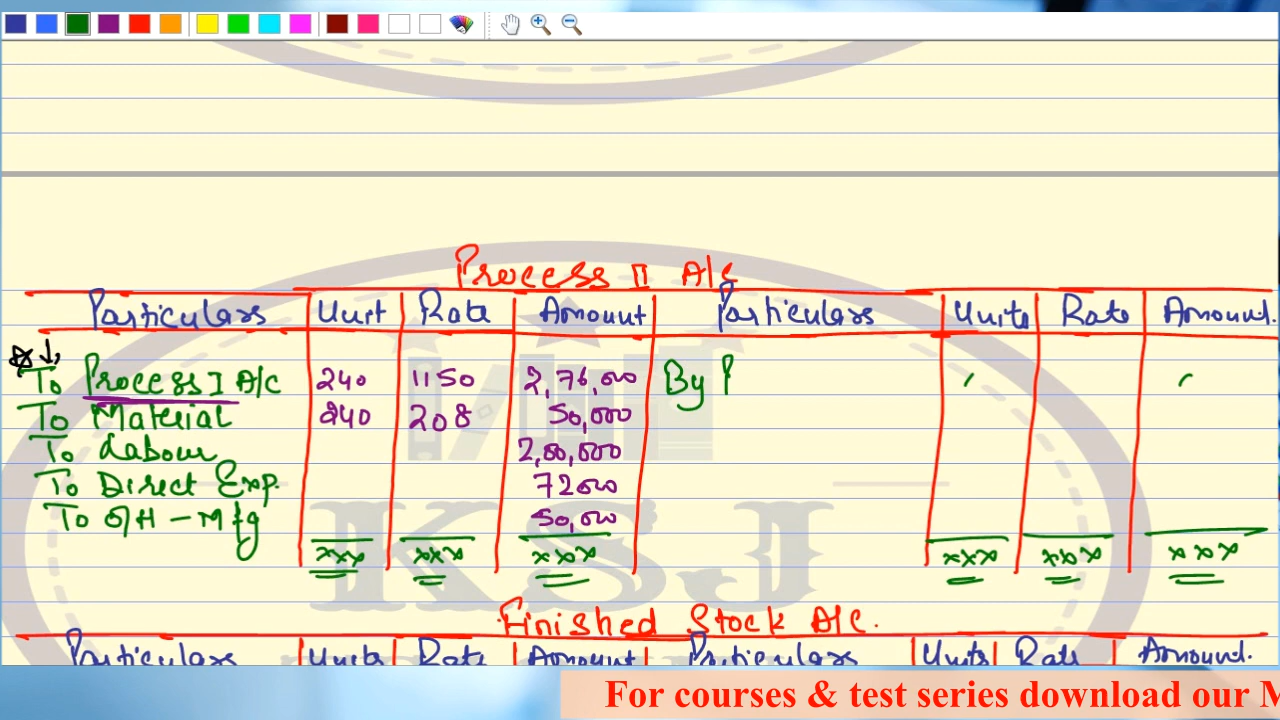 Process II A/c
Particulars Unit Rate Amount Particulars Units Rate Amount.
To Process I A/c 240 1150 2,76,000 By P
To Material 240 208 50,000
To Labour 2,00,000
To Direct Exp. 72000
To O/H - Mfg 50,000
xxx xxx xxx xxx xxx xxx
KSJ
Finished Stock A/c.
Particulars Units Rate Amount Particulars Units Rate Amount.
For courses & test series download our M